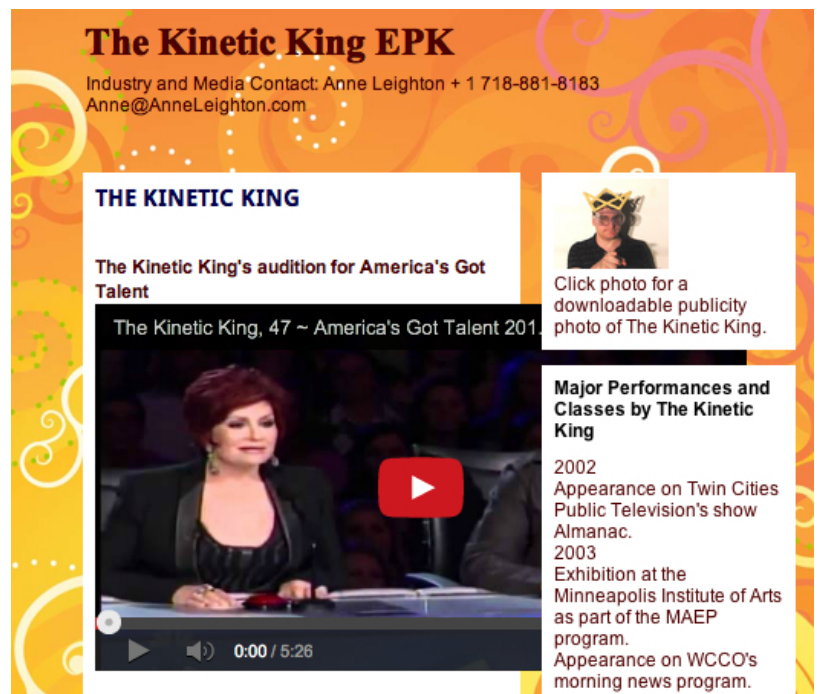 The Kinetic King EPK
Industry and Media Contact: Anne Leighton + 1 718-881-8183
Anne@AnneLeighton.com
THE KINETIC KING
The Kinetic King's audition for America's Got
Talent
The Kinetic King, 47 ~ America's Got Talent 201.
0:00 / 5:26
Click photo for a
downloadable publicity
photo of The Kinetic King.
Major Performances and
Classes by The Kinetic
King
2002
Appearance on Twin Cities
Public Television's show
Almanac.
2003
Exhibition at the
Minneapolis Institute of Arts
as part of the MAEP
program.
Appearance on WCCO's
morning news program.